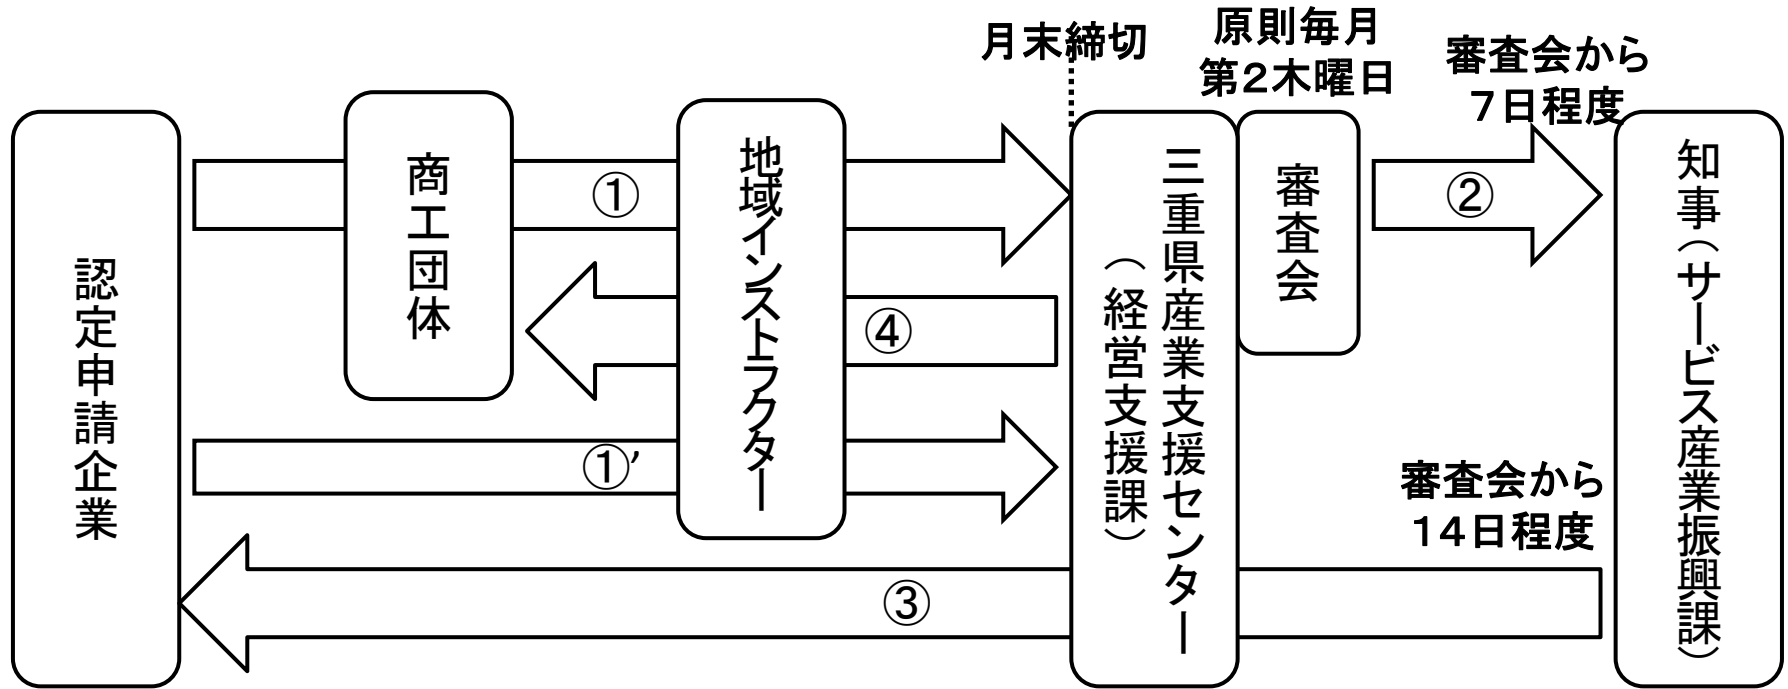 月末締切
原則毎月
第2木曜日
審査会から
7日程度
認定申請企業
商工団体
地域インストラクター
三重県産業支援センター
（経営支援課）
審査会
知事（サービス産業振興課）
①
②
④
①’
審査会から
14日程度
③